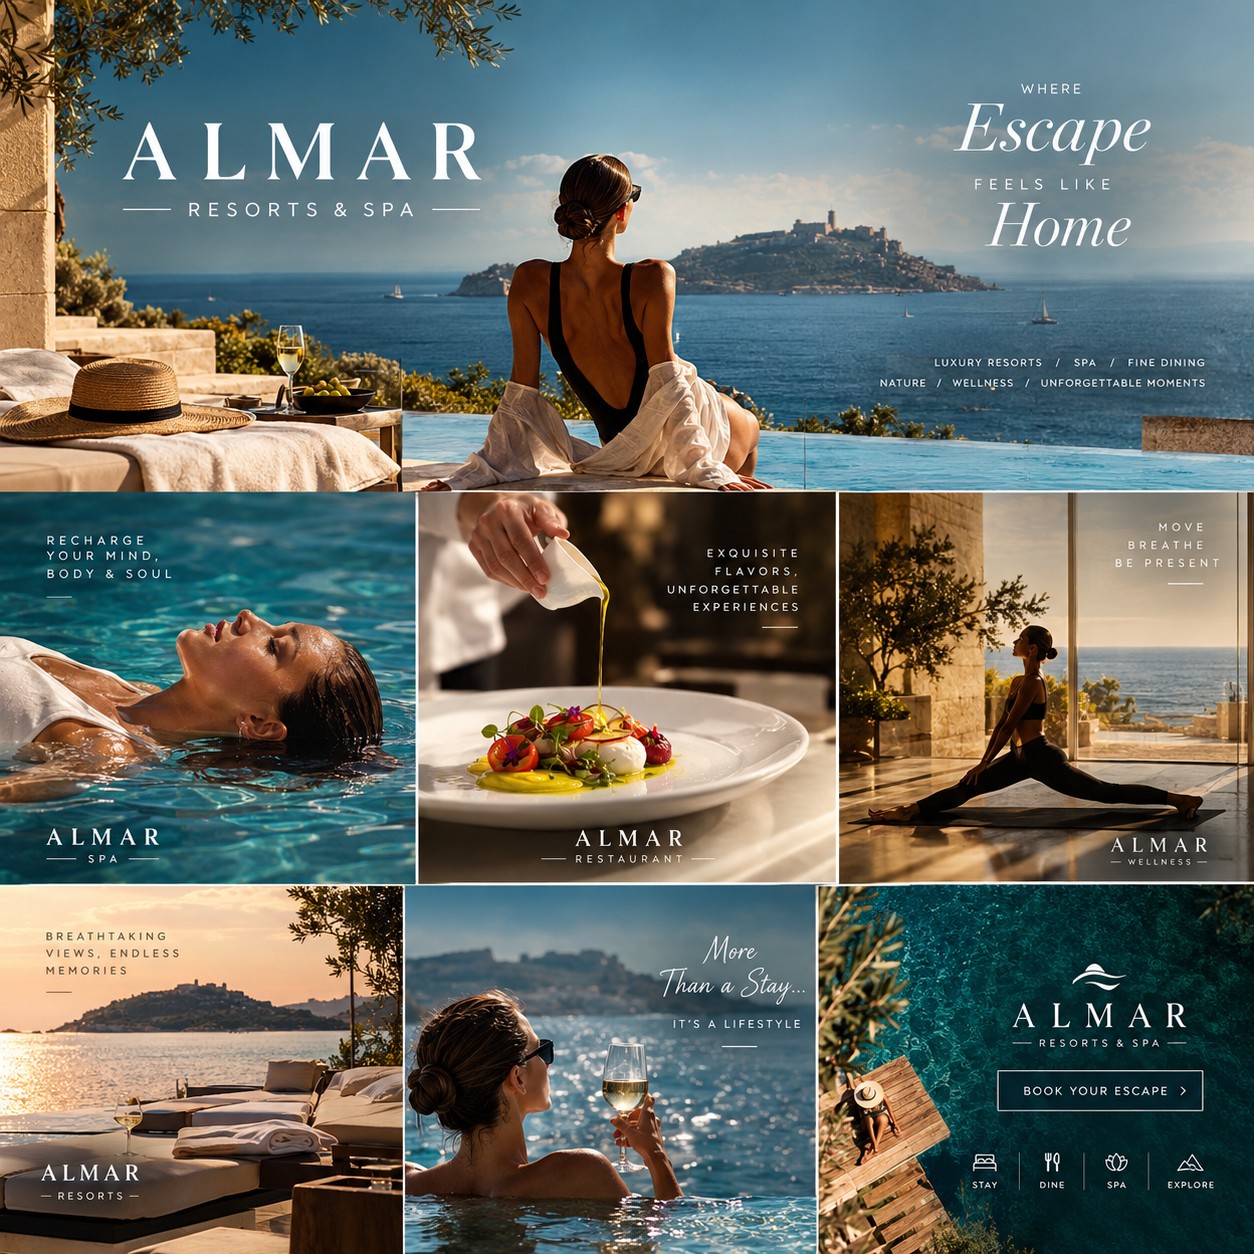 ALMAR
RESORTS & SPA
WHERE
Escape
FEELS LIKE
Home
LUXURY RESORTS / SPA / FINE DINING
NATURE / WELLNESS / UNFORGETTABLE MOMENTS
RECHARGE
YOUR MIND,
BODY & SOUL
ALMAR
SPA
EXQUISITE
FLAVORS,
UNFORGETTABLE
EXPERIENCES
ALMAR
RESTAURANT
MOVE
BREATHE
BE PRESENT
ALMAR
WELLNESS
BREATHTAKING
VIEWS, ENDLESS
MEMORIES
ALMAR
RESORTS
More
Than a Stay...
IT'S A LIFESTYLE
ALMAR
RESORTS & SPA
BOOK YOUR ESCAPE >
STAY
DINE
SPA
EXPLORE